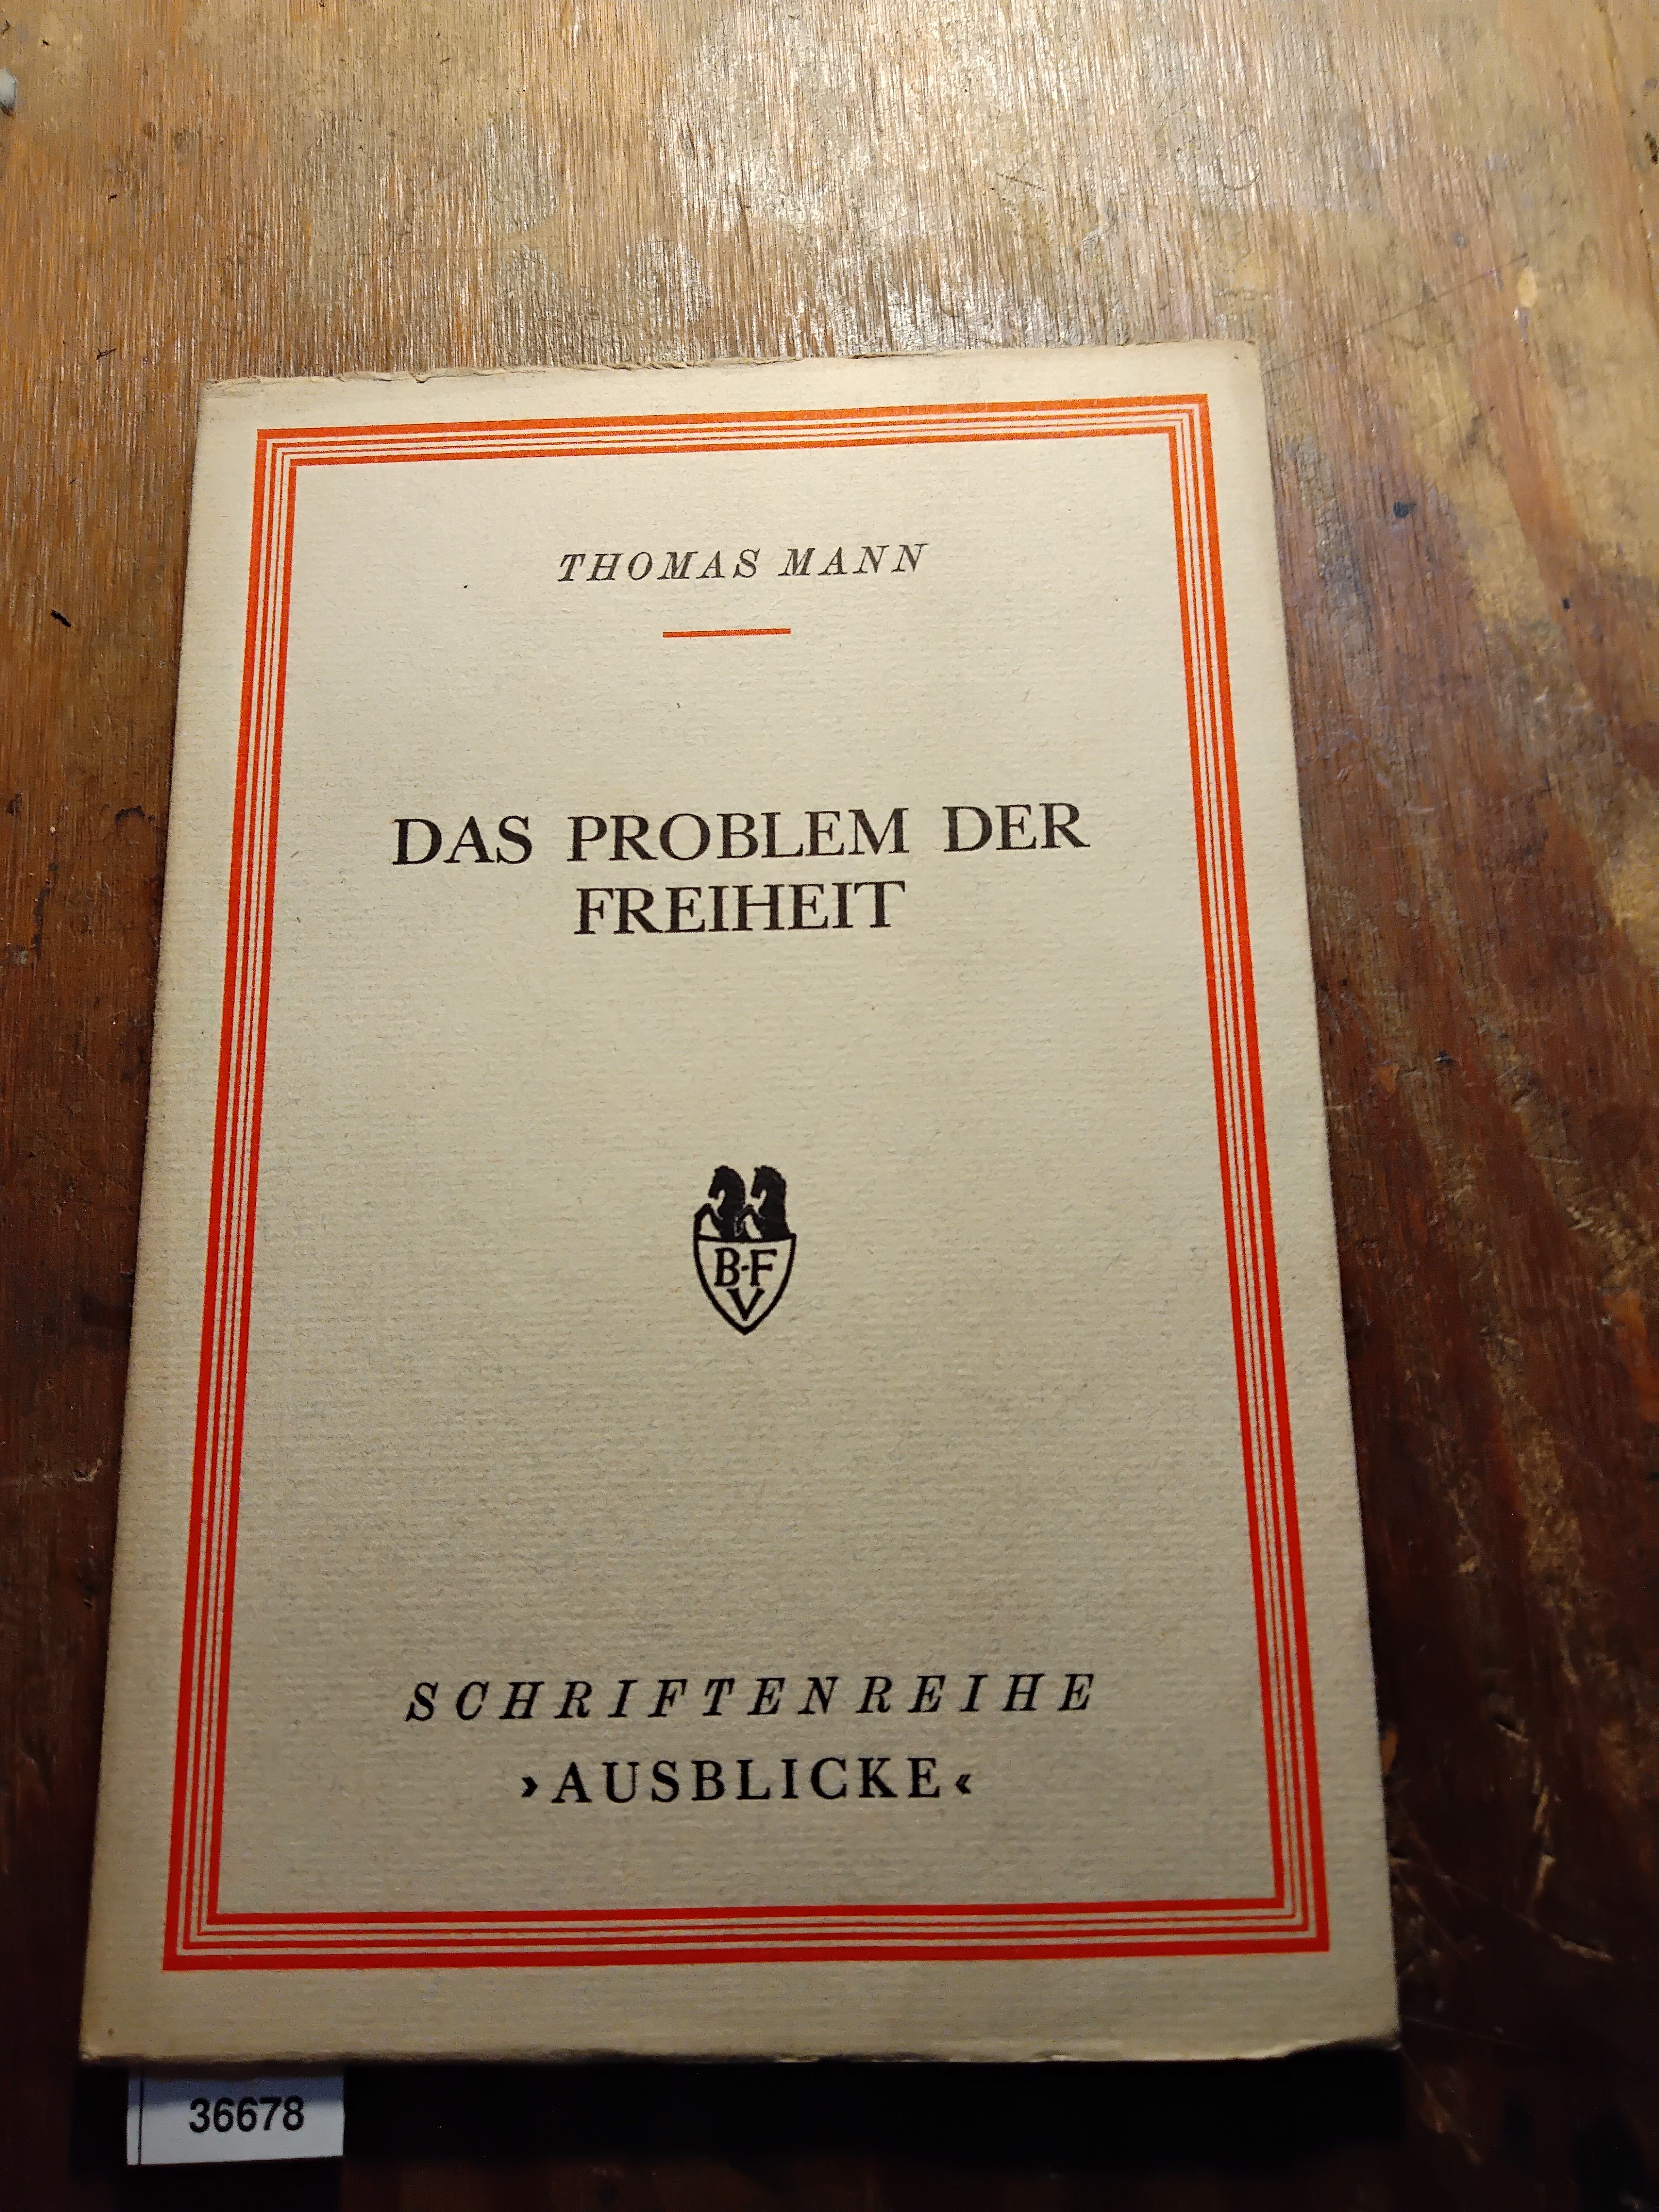 THOMAS MANN
DAS PROBLEM DER
FREIHEIT
B-F
V
SCHRIFTENREIHE
›AUSBLICKE‹
36678